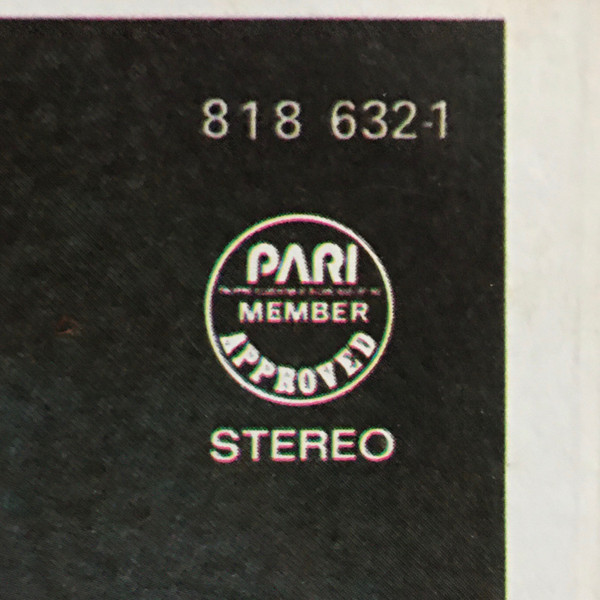 818 632-1
PARI
MEMBER
APPROVED
STEREO